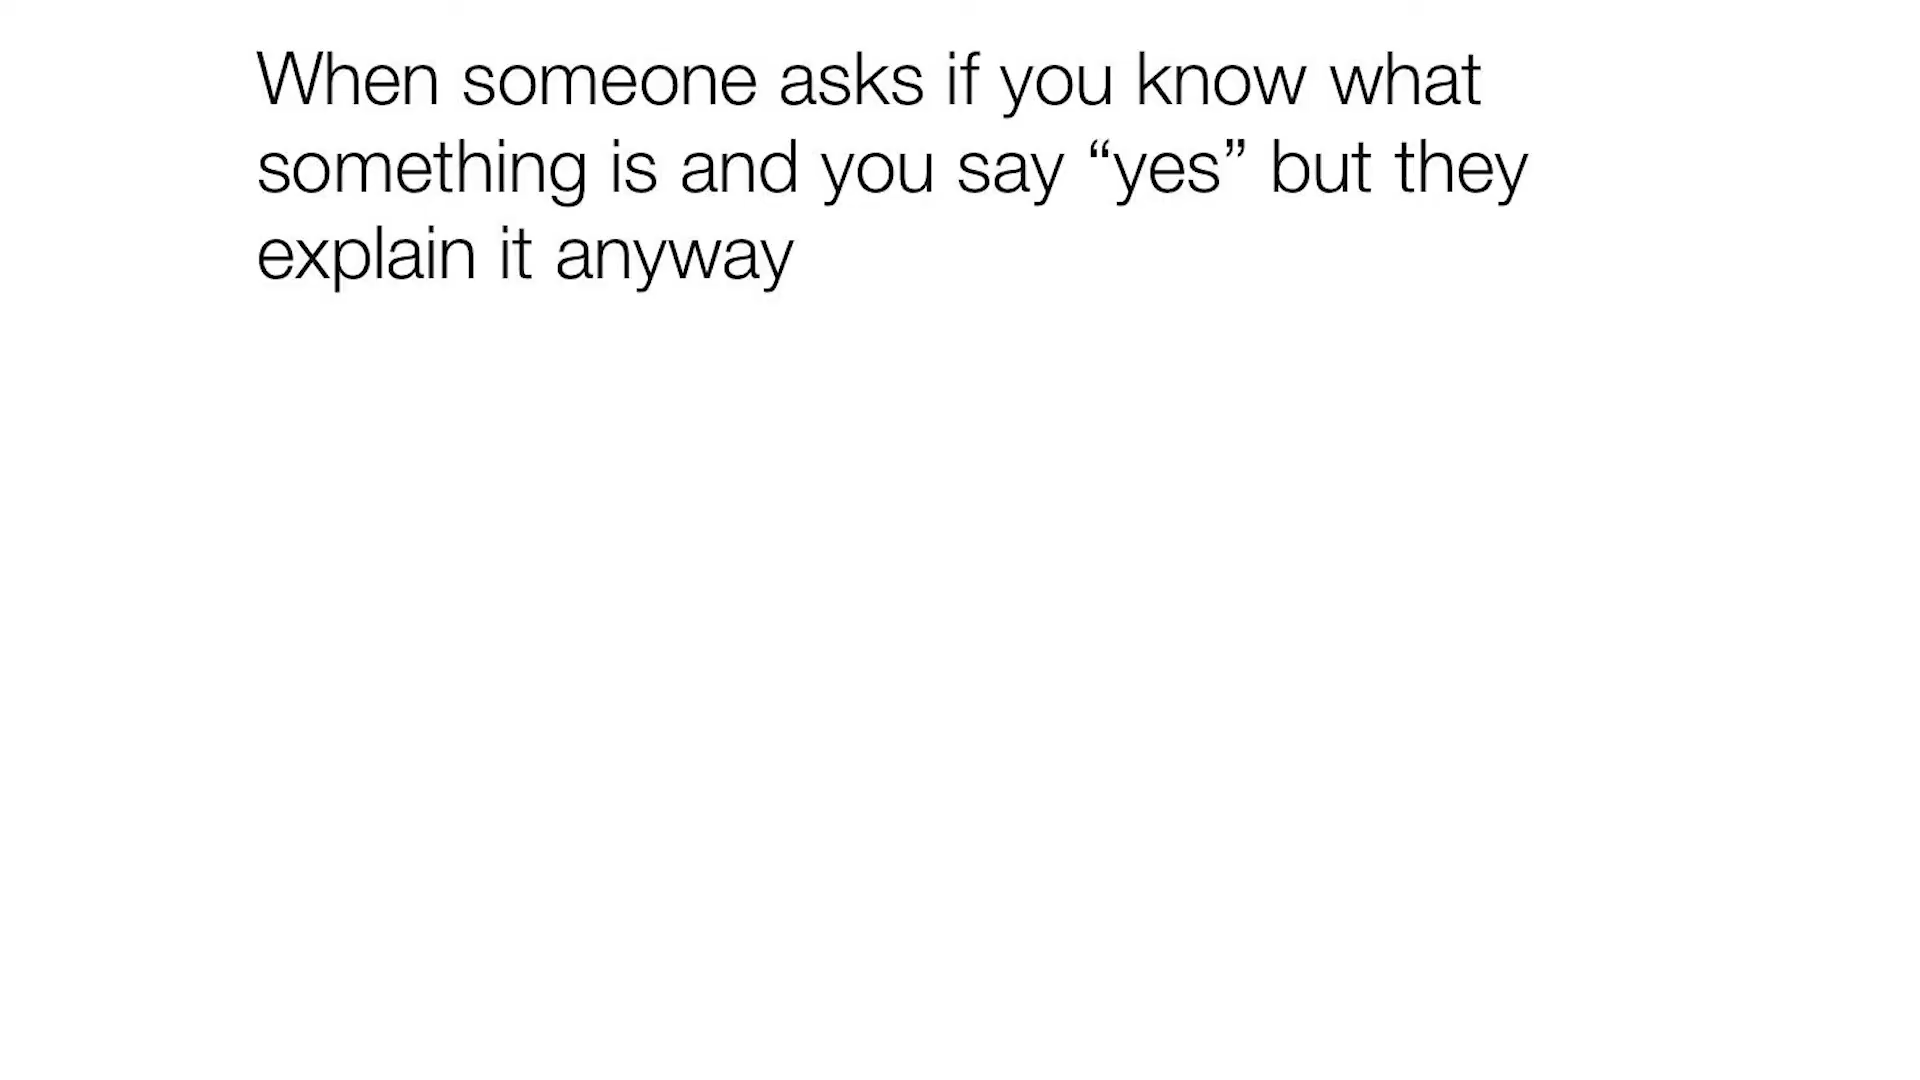 When someone asks if you know what
something is and you say “yes” but they
explain it anyway